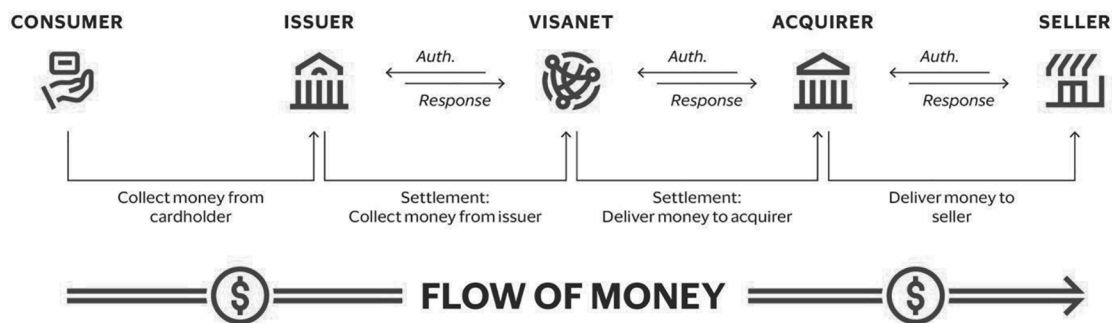 CONSUMER ISSUER VISANET ACQUIRER SELLER
Auth. Auth. Auth.
Response Response Response
Collect money from Settlement: Settlement: Deliver money to
cardholder Collect money from issuer Deliver money to acquirer seller
$ FLOW OF MONEY $